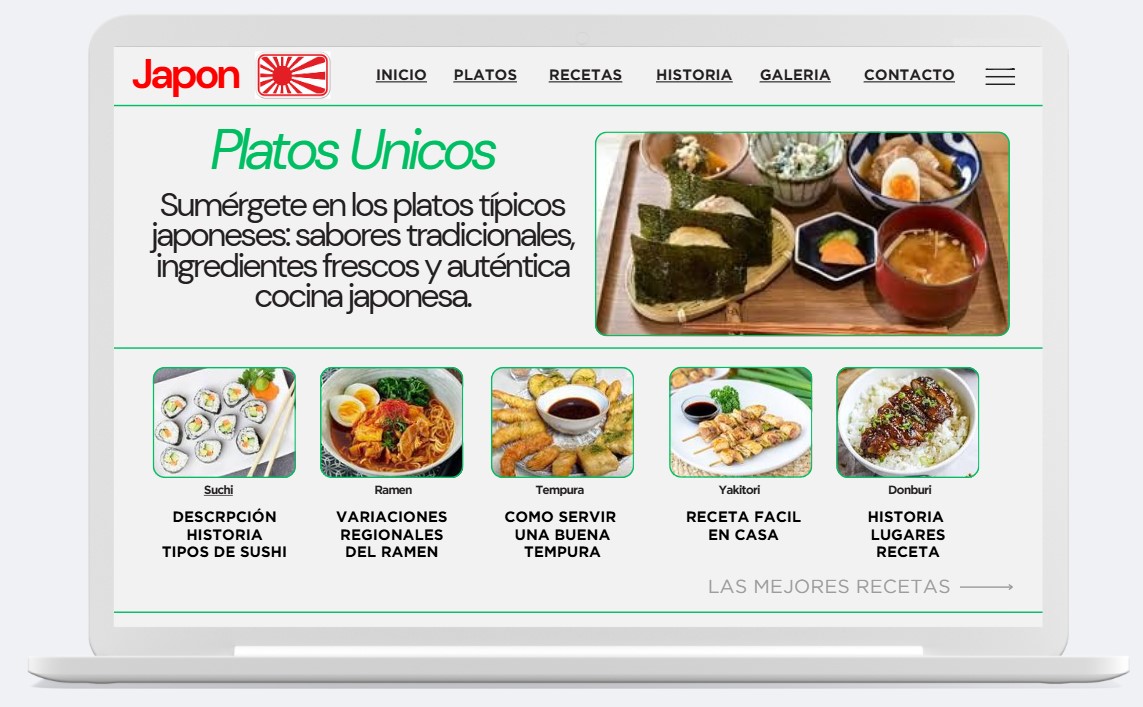 Japon
INICIO PLATOS RECETAS HISTORIA GALERIA CONTACTO
Platos Unicos
Sumérgete en los platos típicos
japoneses: sabores tradicionales,
ingredientes frescos y auténtica
cocina japonesa.
Suchi
DESCRPCIÓN
HISTORIA
TIPOS DE SUSHI
Ramen
VARIACIONES
REGIONALES
DEL RAMEN
Tempura
COMO SERVIR
UNA BUENA
TEMPURA
Yakitori
RECETA FACIL
EN CASA
Donburi
HISTORIA
LUGARES
RECETA
LAS MEJORES RECETAS